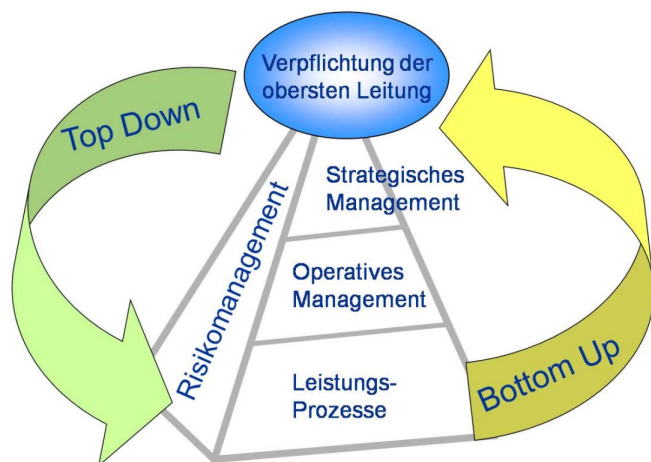 Verpflichtung der
obersten Leitung
Top Down
Strategisches
Management
Risikomanagement
Operatives
Management
Leistungs-
Prozesse
Bottom Up